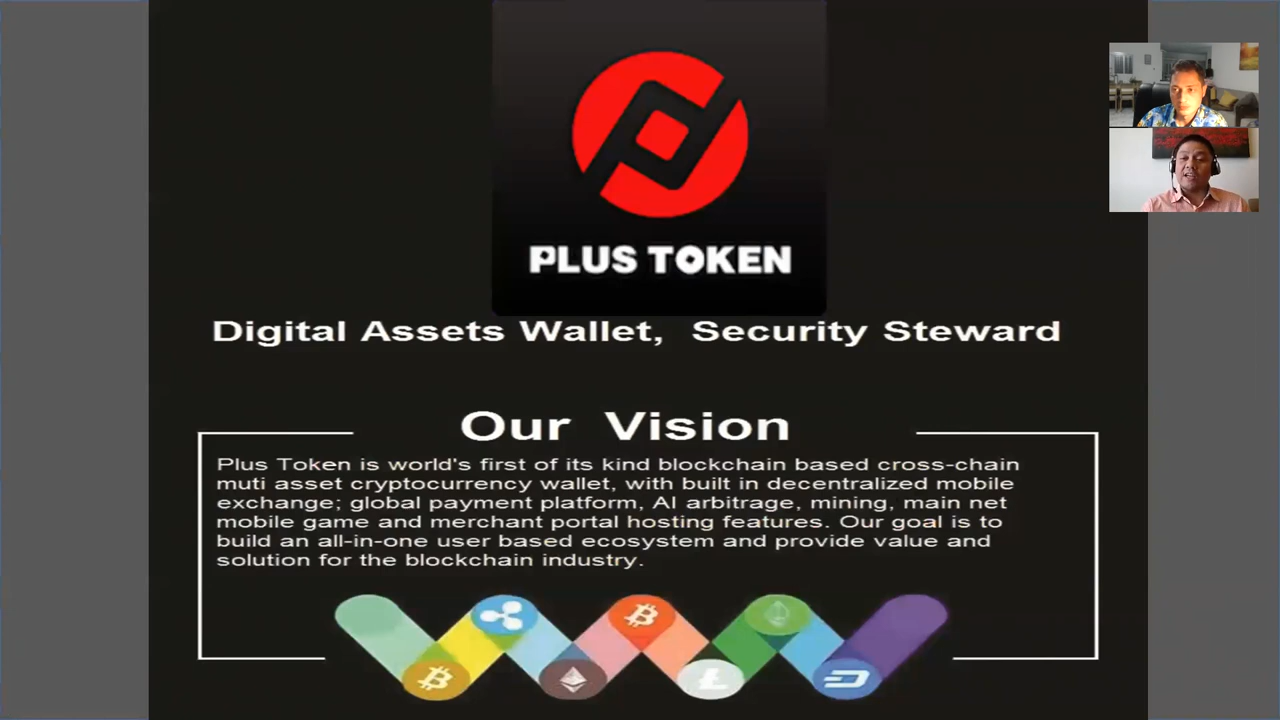 PLUS TOKEN
Digital Assets Wallet, Security Steward
Our Vision
Plus Token is world's first of its kind blockchain based cross-chain
muti asset cryptocurrency wallet, with built in decentralized mobile
exchange; global payment platform, AI arbitrage, mining, main net
mobile game and merchant portal hosting features. Our goal is to
build an all-in-one user based ecosystem and provide value and
solution for the blockchain industry.